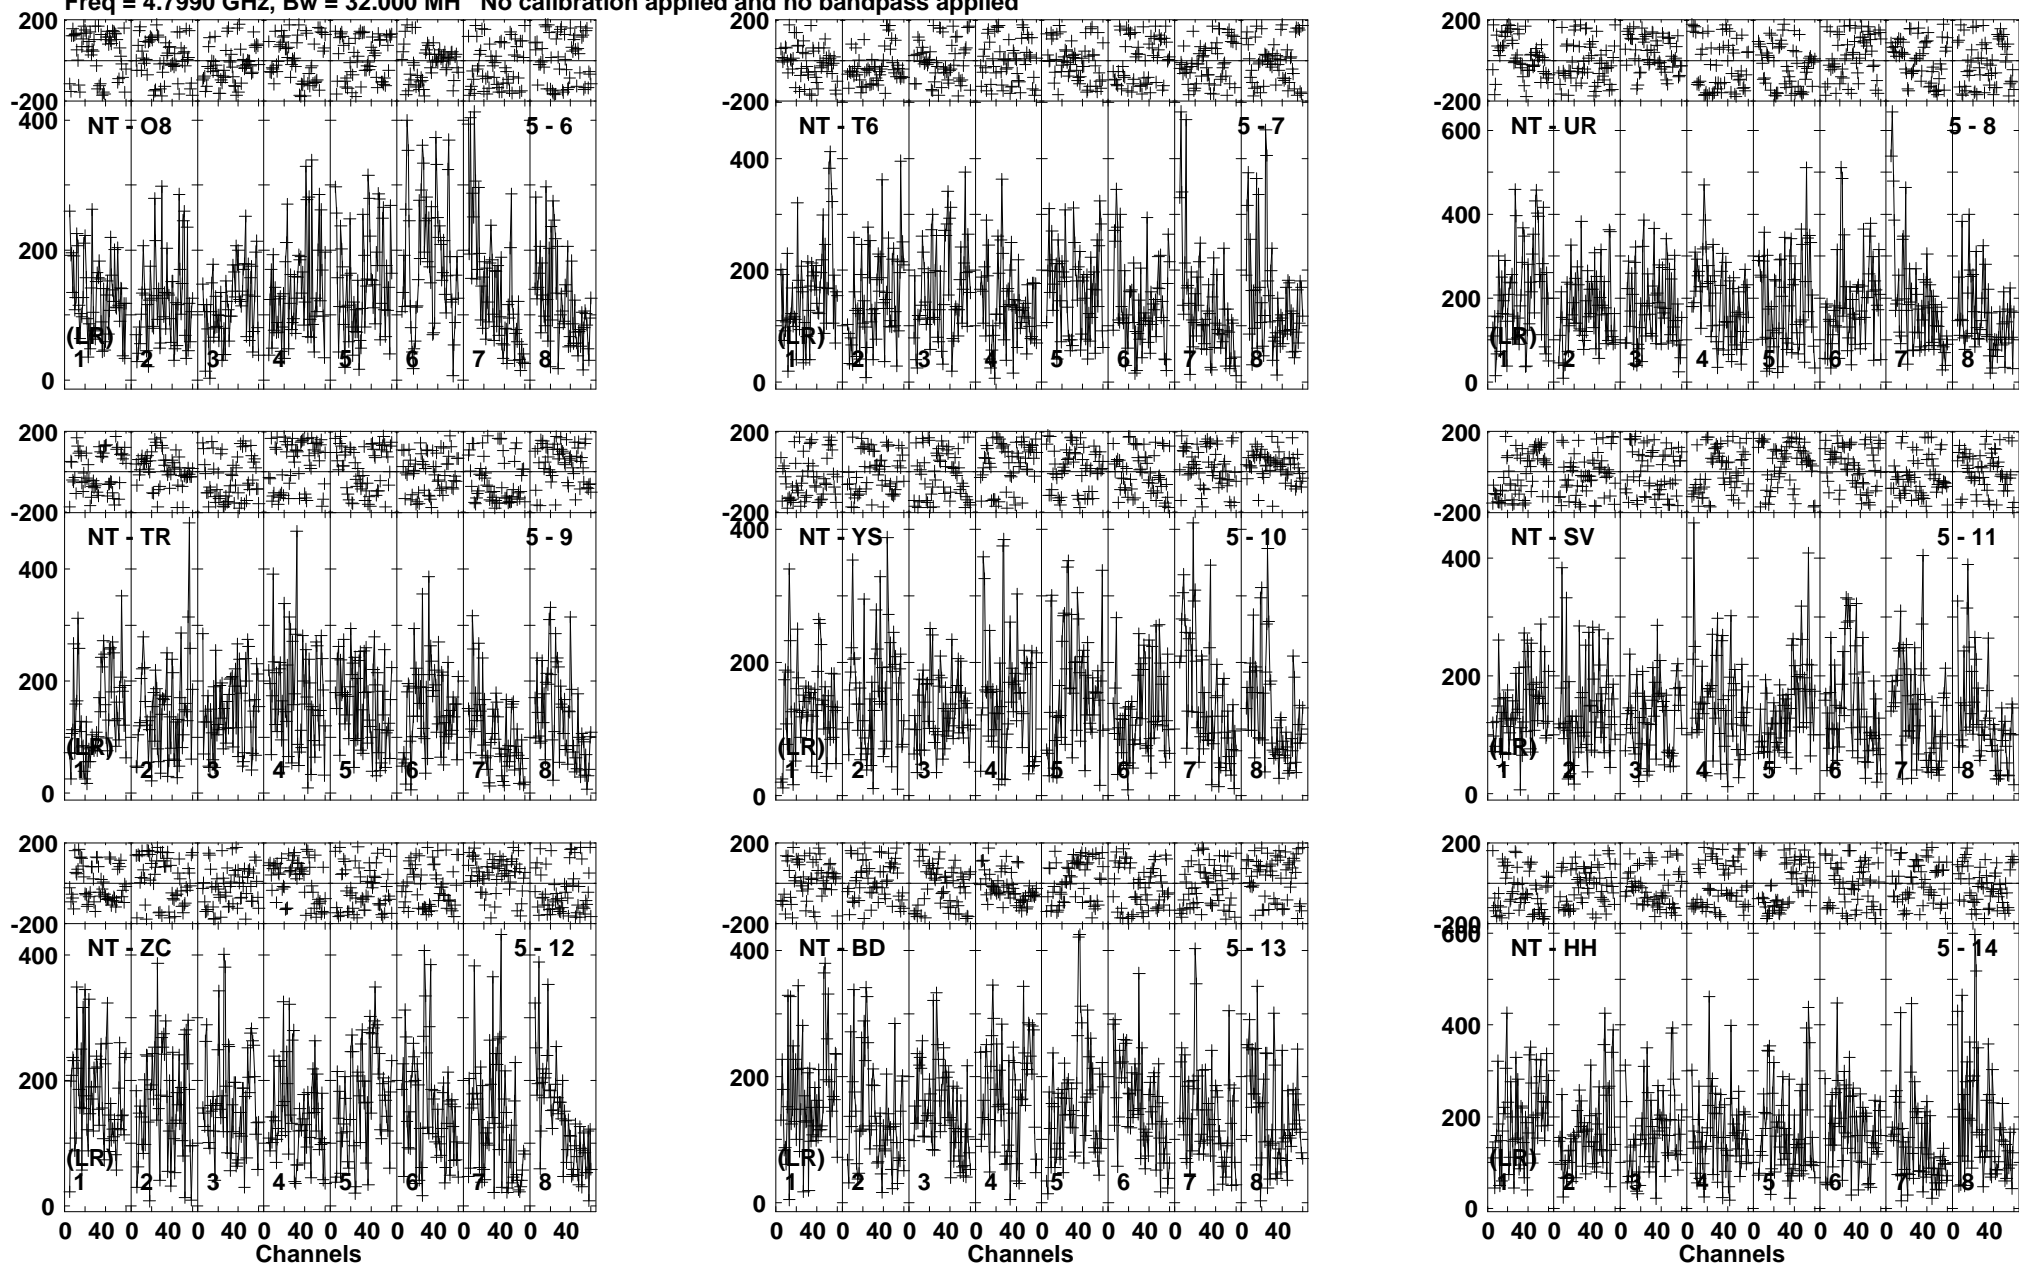 Freq = 4.7990 GHz, Bw = 32.000 MH No calibration applied and no bandpass applied
200 200 200
-200 -200 -200
NT - O8 5 - 6 NT - T6 5 - 7 NT - UR 5 - 8
400 200 0
400 200 0
600 400 200 0
(LR) (LR) (LR)
1 2 3 4 5 6 7 8 1 2 3 4 5 6 7 8 1 2 3 4 5 6 7 8
200 200 200
-200 -200 -200
NT - TR 5 - 9 NT - YS 5 - 10 NT - SV 5 - 11
400 200 0
400 200 0
400 200 0
(LR) (LR) (LR)
1 2 3 4 5 6 7 8 1 2 3 4 5 6 7 8 1 2 3 4 5 6 7 8
200 200 200
-200 -200 -200
NT - ZC 5 - 12 NT - BD 5 - 13 NT - HH 5 - 14
400 200 0
400 200 0
600 400 200 0
(LR) (LR) (LR)
1 2 3 4 5 6 7 8 1 2 3 4 5 6 7 8 1 2 3 4 5 6 7 8
0 40 0 40 0 40 0 40 0 40 0 40 0 40 0 40 0 40 0 40 0 40 0 40 0 40 0 40 0 40 0 40 0 40 0 40 0 40 0 40 0 40 0 40 0 40 0 40
Channels Channels Channels